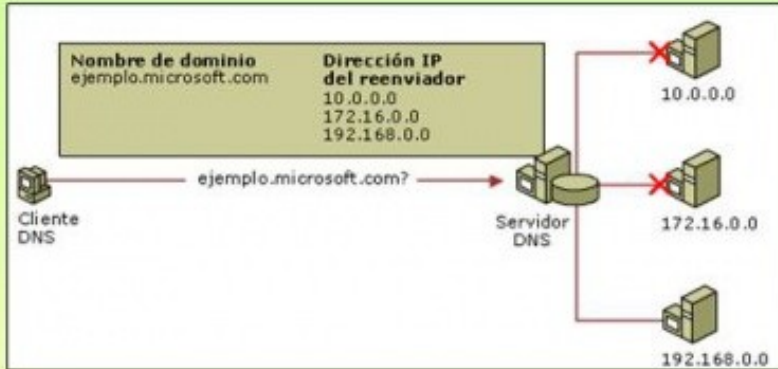 Nombre de dominio
ejemplo.microsoft.com
Dirección IP
del reenviador
10.0.0.0
172.16.0.0
192.168.0.0
10.0.0.0
ejemplo.microsoft.com?
Cliente
DNS
Servidor
DNS
172.16.0.0
192.168.0.0